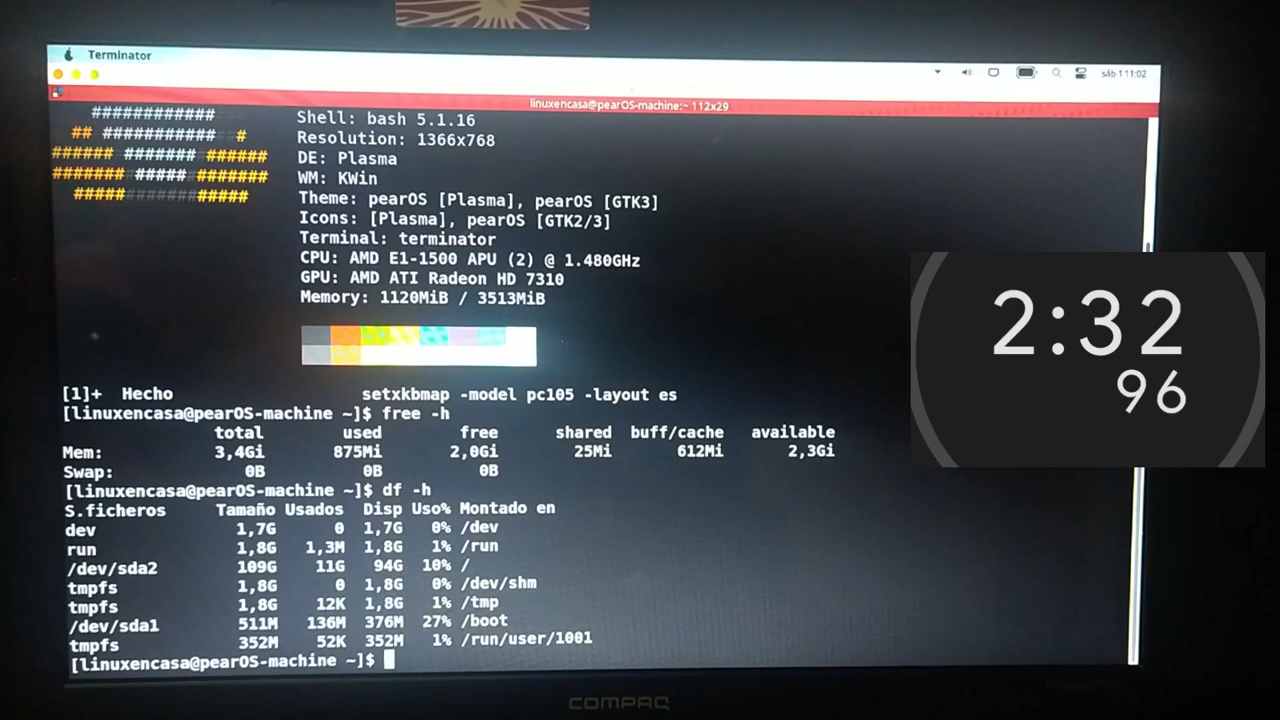 Terminator
sáb 111:02
linuxencasa@pearOS-machine:~ 112x29
############
## ########### #
###### ####### ######
####### ##### #######
#####·######·#####
Shell: bash 5.1.16
Resolution: 1366x768
DE: Plasma
WM: KWin
Theme: pearOS [Plasma], pearOS [GTK3]
Icons: [Plasma], pearOS [GTK2/3]
Terminal: terminator
CPU: AMD E1-1500 APU (2) @ 1.480GHz
GPU: AMD ATI Radeon HD 7310
Memory: 1120MiB / 3513MiB
[1]+ Hecho setxkbmap -model pc105 -layout es
[linuxencasa@pearOS-machine ~]$ free -h
total used free shared buff/cache available
Mem: 3,4Gi 875Mi 2,0Gi 25Mi 612Mi 2,3Gi
Swap: 0B 0B 0B
[linuxencasa@pearOS-machine ~]$ df -h
S.ficheros Tamaño Usados Disp Uso% Montado en
dev 1,7G 0 1,7G 0% /dev
run 1,8G 1,3M 1,8G 1% /run
/dev/sda2 109G 11G 94G 10% /
tmpfs 1,8G 0 1,8G 0% /dev/shm
tmpfs 1,8G 12K 1,8G 1% /tmp
/dev/sda1 511M 136M 376M 27% /boot
tmpfs 352M 52K 352M 1% /run/user/1001
[linuxencasa@pearOS-machine ~]$
2:32
96
COMPAQ